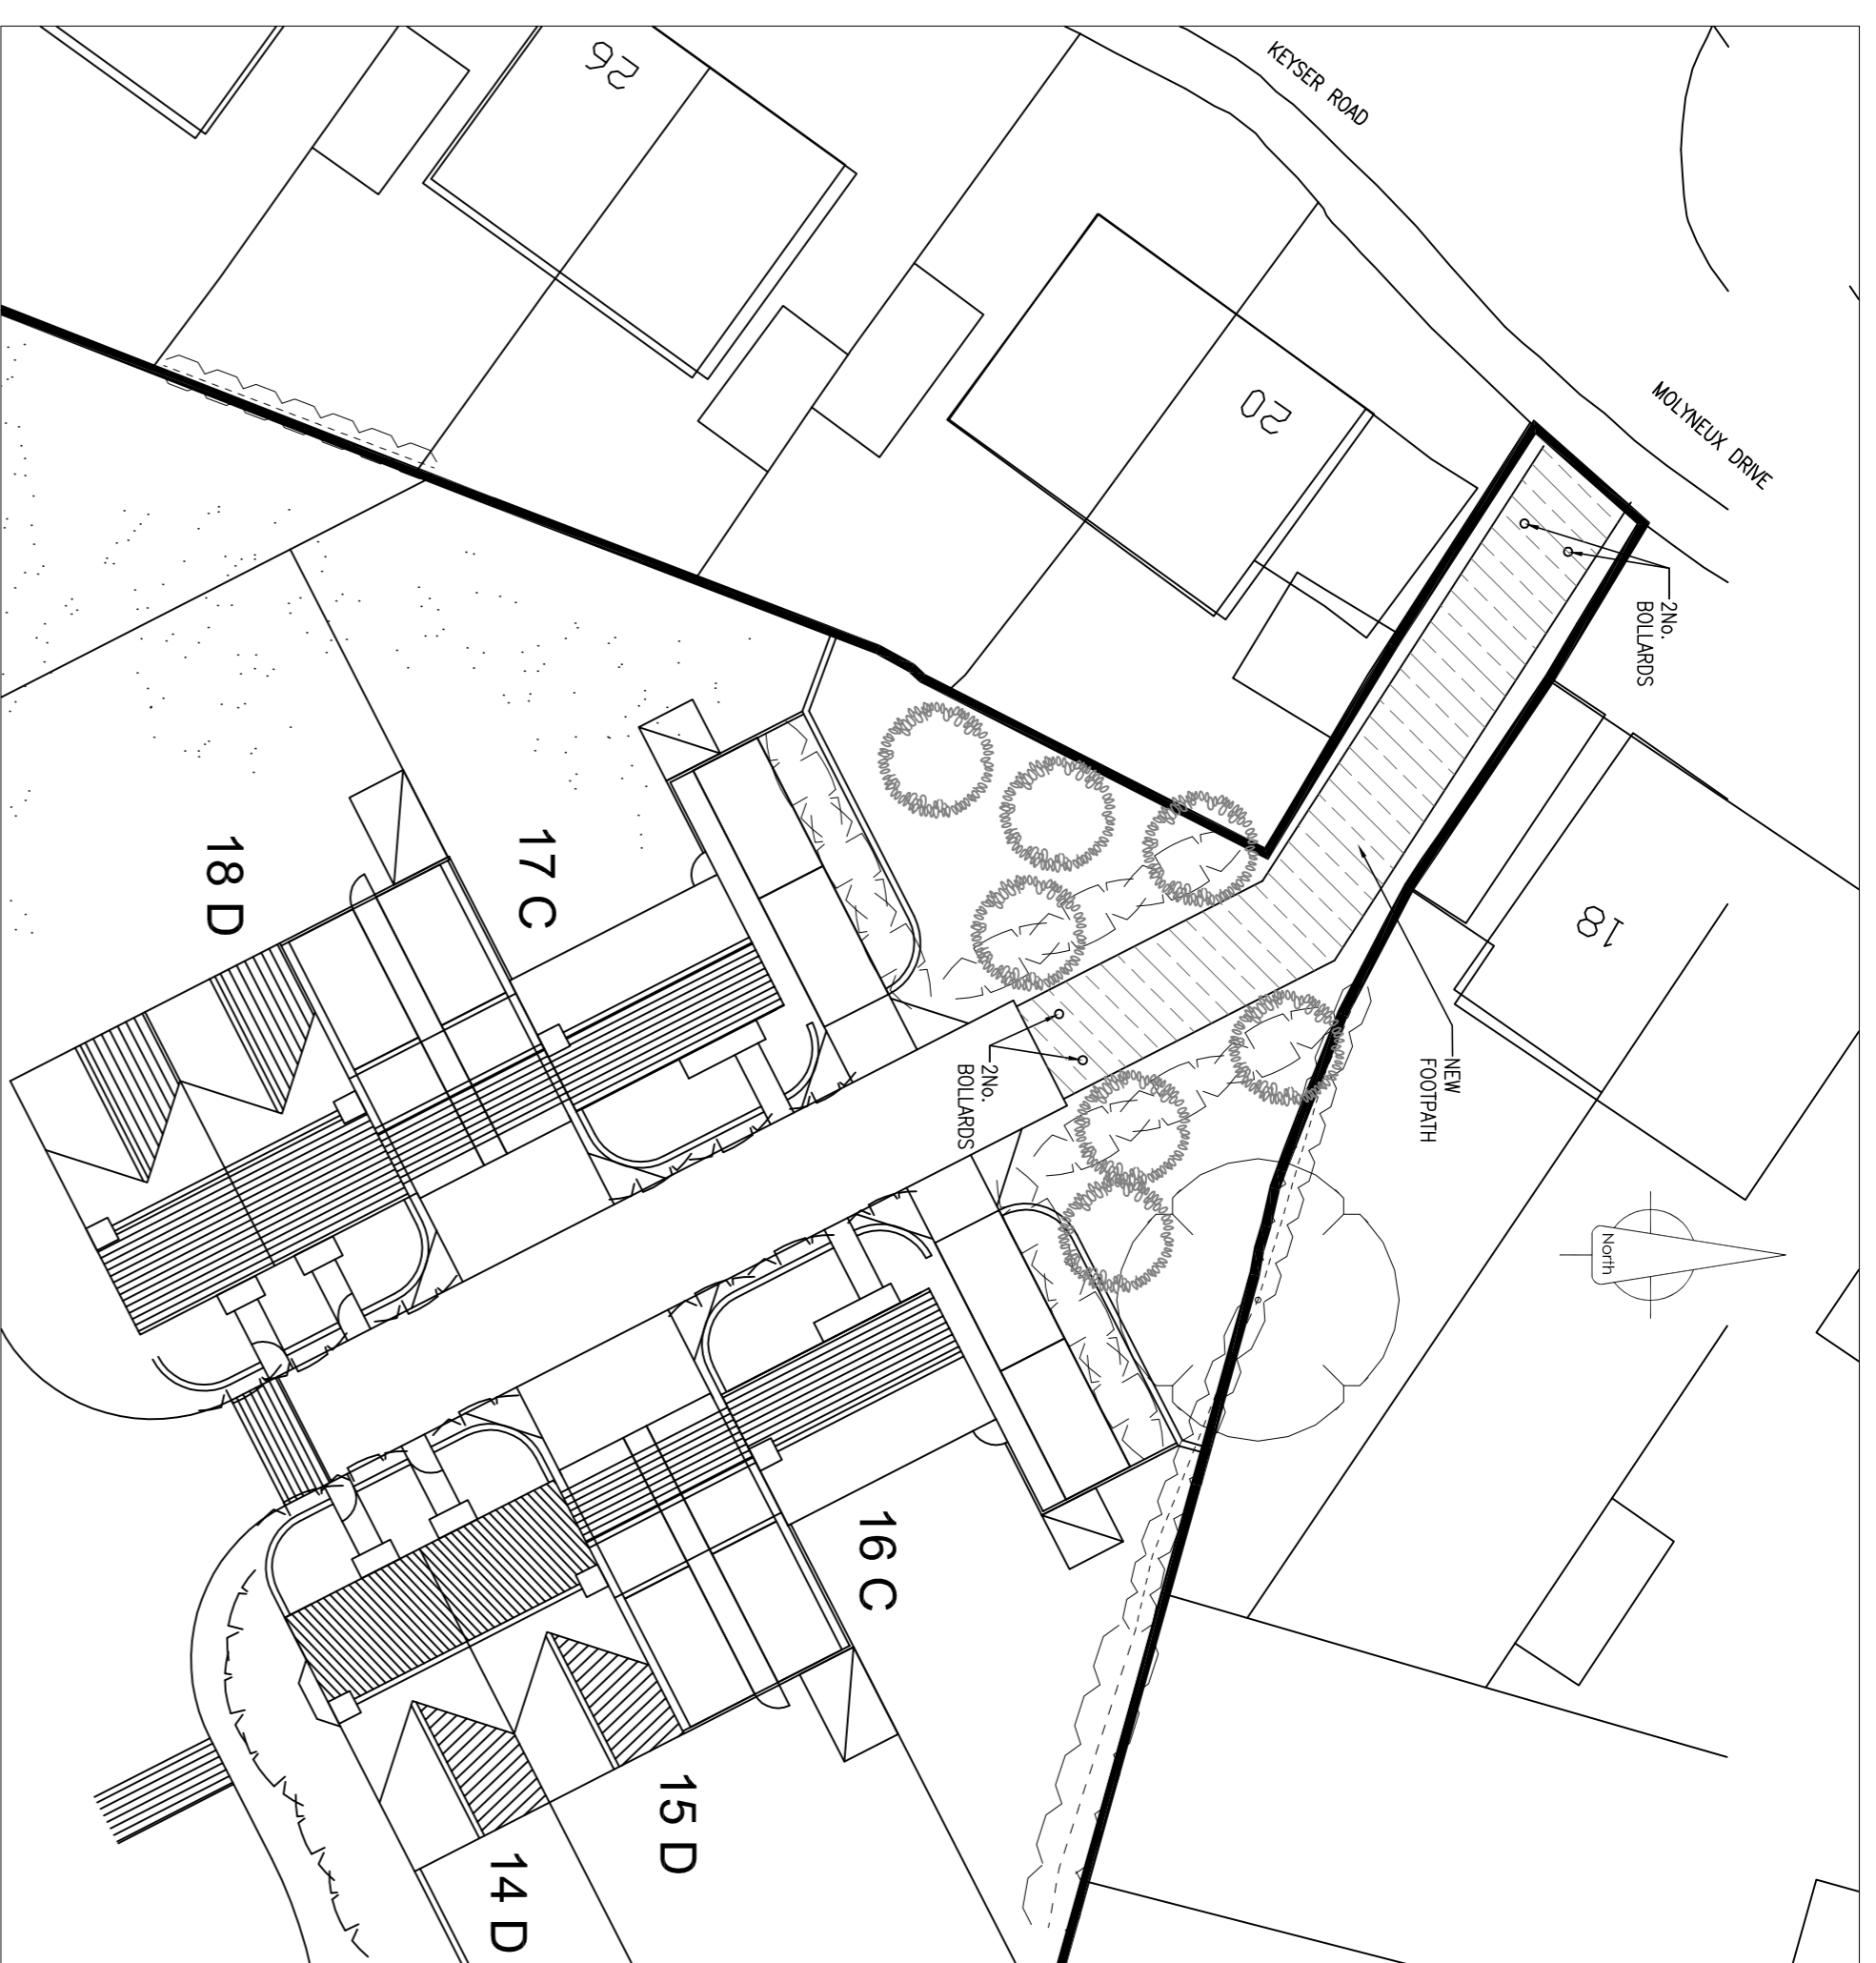 KEYSER ROAD
MOLYNEUX DRIVE
26
20
2No.
BOLLARDS
18
NEW
FOOTPATH
North
2No.
BOLLARDS
17 C
18 D
16 C
15 D
14 D